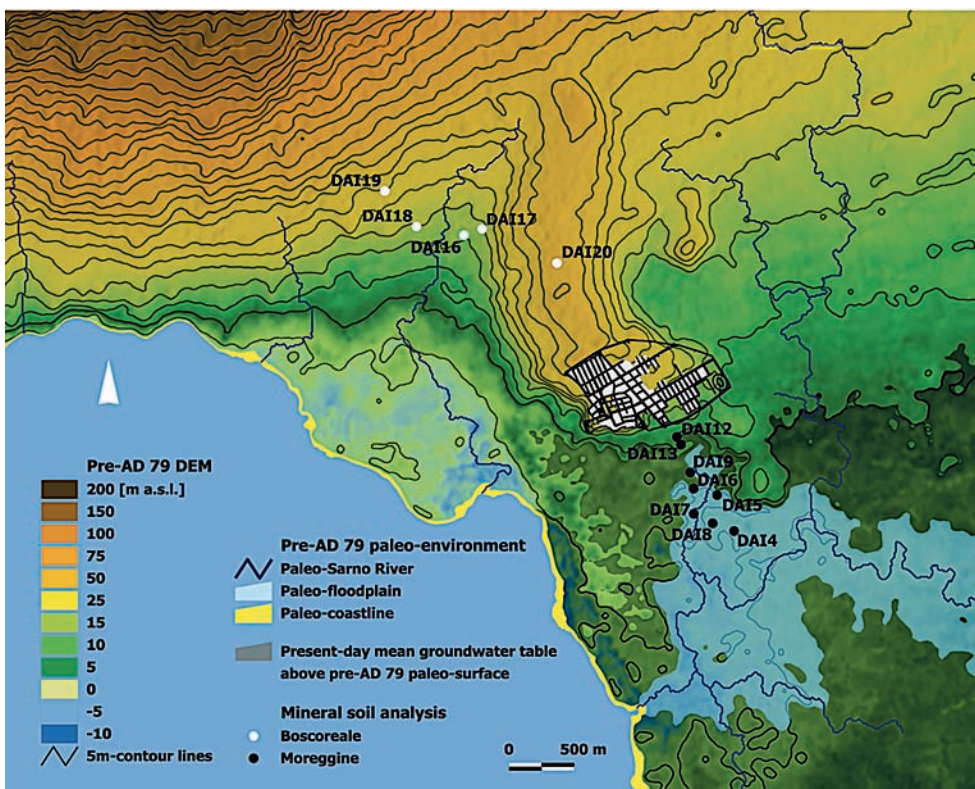 DAI19
DAI18
DAI17
DAI16
DAI20
DAI12
DAI13
DAI9
DAI6
DAI5
DAI7
DAI8
DAI4
Pre-AD 79 DEM
200 [m a.s.l.]
150
100
75
50
25
15
10
5
0
-5
-10
5m-contour lines
Pre-AD 79 paleo-environment
Paleo-Sarno River
Paleo-floodplain
Paleo-coastline
Present-day mean groundwater table
above pre-AD 79 paleo-surface
Mineral soil analysis
Boscoreale
Moreggine
0 500 m